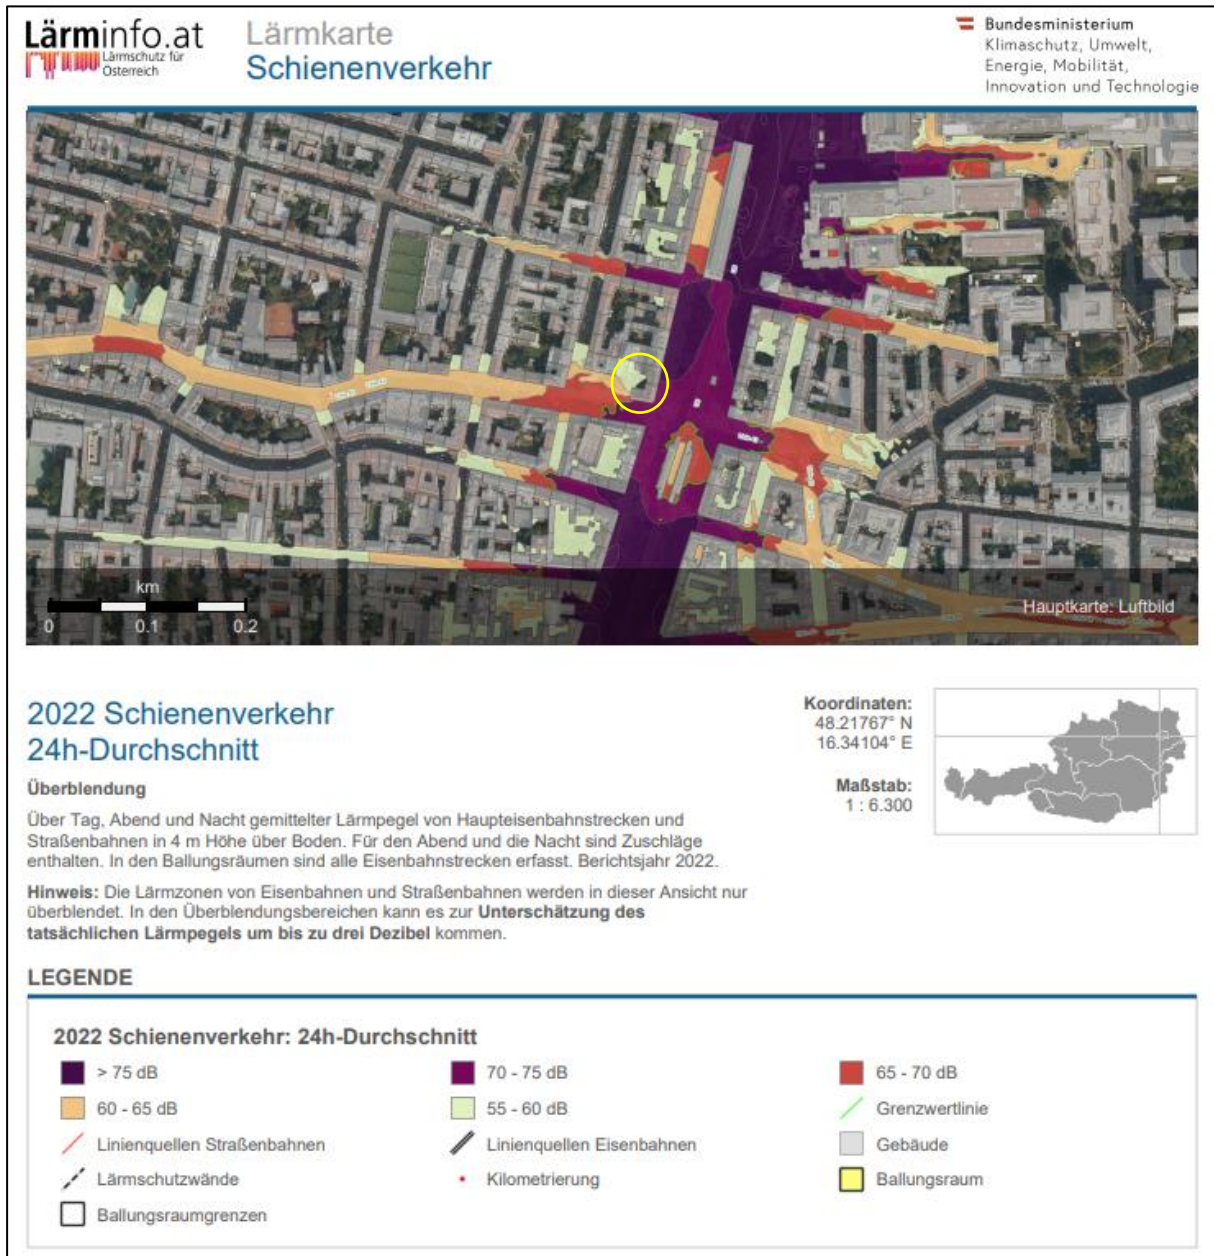 Lärminfo.at
Lärmschutz für
Österreich
Lärmkarte
Schienenverkehr
Bundesministerium
Klimaschutz, Umwelt,
Energie, Mobilität,
Innovation und Technologie
km
0 0.1 0.2
Hauptkarte: Luftbild
2022 Schienenverkehr
24h-Durchschnitt
Überblendung
Über Tag, Abend und Nacht gemittelter Lärmpegel von Haupteisenbahnstrecken und
Straßenbahnen in 4 m Höhe über Boden. Für den Abend und die Nacht sind Zuschläge
enthalten. In den Ballungsräumen sind alle Eisenbahnstrecken erfasst. Berichtsjahr 2022.
Hinweis: Die Lärmzonen von Eisenbahnen und Straßenbahnen werden in dieser Ansicht nur
überblendet. In den Überblendungsbereichen kann es zur Unterschätzung des
tatsächlichen Lärmpegels um bis zu drei Dezibel kommen.
Koordinaten:
48.21767° N
16.34104° E
Maßstab:
1 : 6.300
LEGENDE
2022 Schienenverkehr: 24h-Durchschnitt
> 75 dB
70 - 75 dB
65 - 70 dB
60 - 65 dB
55 - 60 dB
Grenzwertlinie
Linienquellen Straßenbahnen
Linienquellen Eisenbahnen
Gebäude
Lärmschutzwände
Kilometrierung
Ballungsraum
Ballungsraumgrenzen